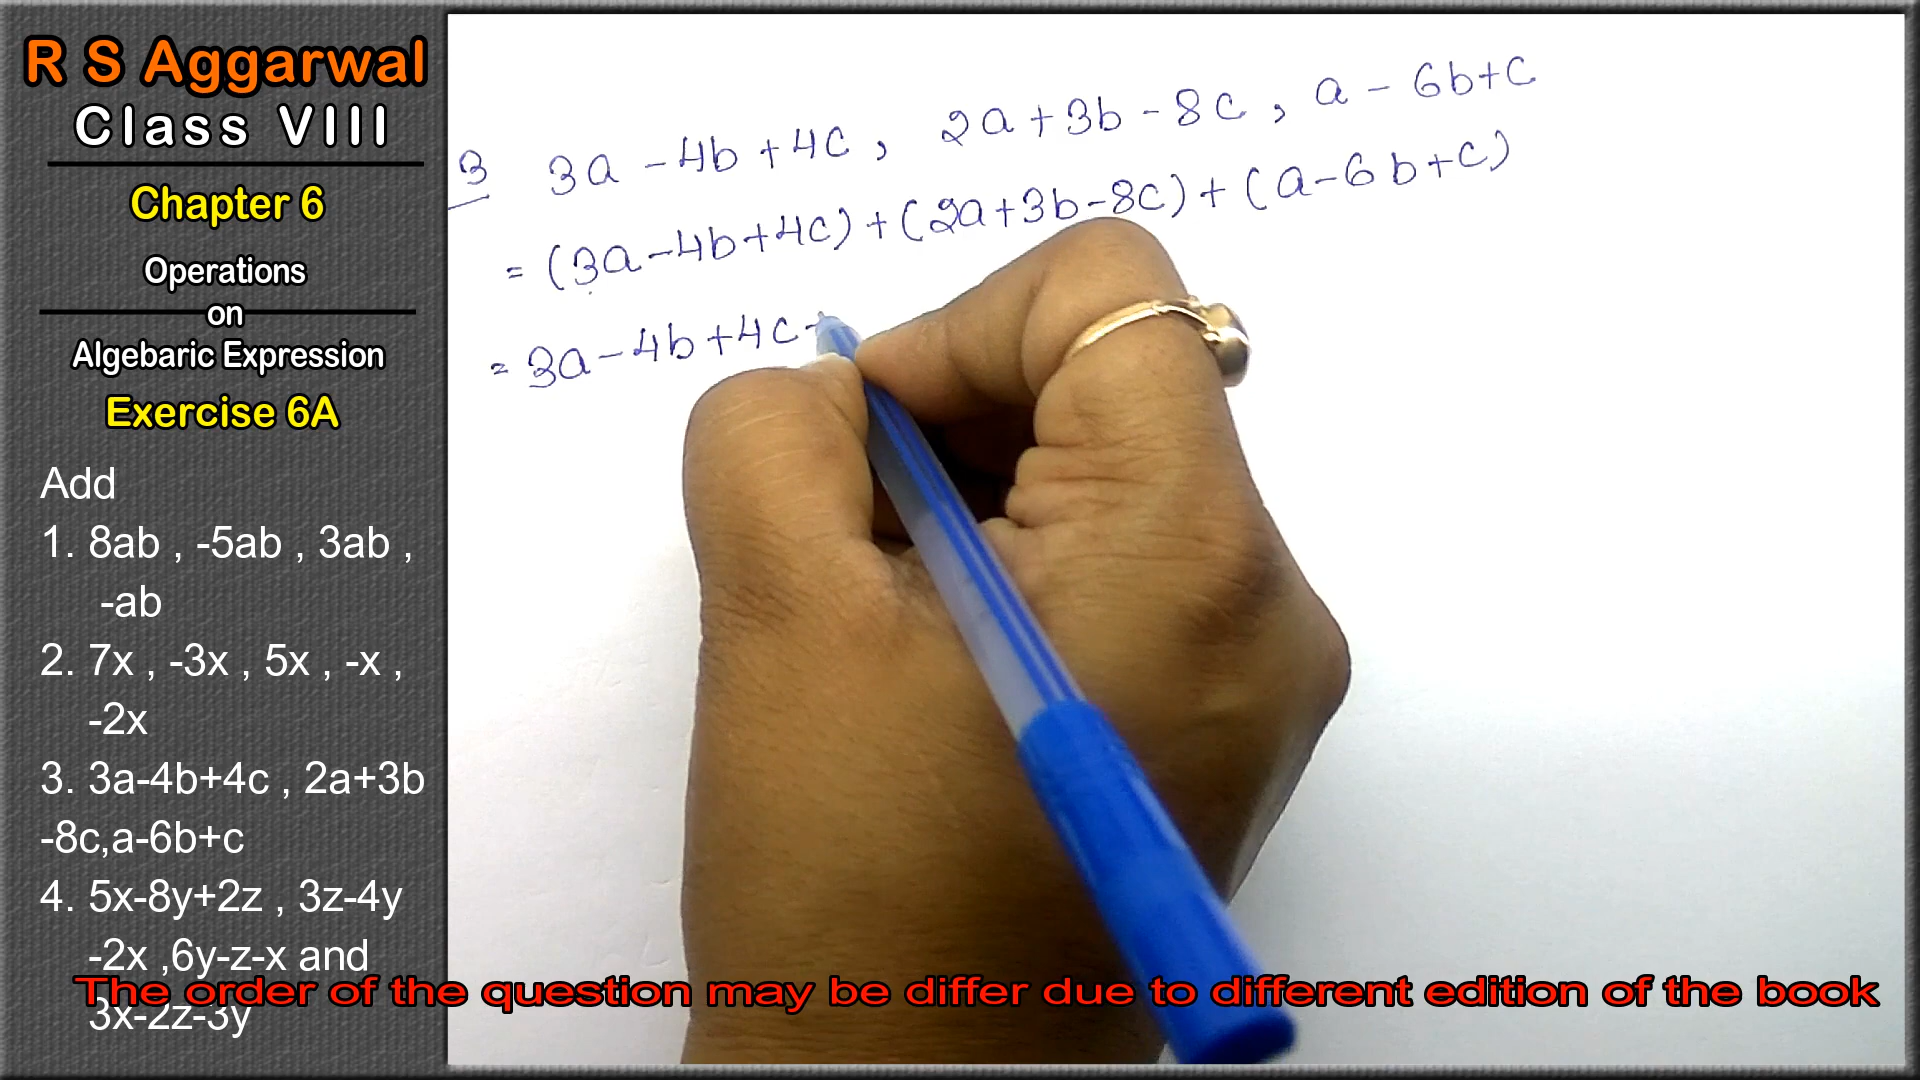 R S Aggarwal
Class VIII
Chapter 6
Operations
on
Algebaric Expression
Exercise 6A
Add
1. 8ab , -5ab , 3ab ,
-ab
2. 7x , -3x , 5x , -x ,
-2x
3. 3a-4b+4c , 2a+3b
-8c,a-6b+c
4. 5x-8y+2z , 3z-4y
-2x ,6y-z-x and
3x-2z-3y
3 3a - 4b + 4c , 2a + 3b - 8c , a - 6b + c
= (3a - 4b + 4c) + (2a + 3b - 8c) + (a - 6b + c)
= 3a - 4b + 4c
The order of the question may be differ due to different edition of the book